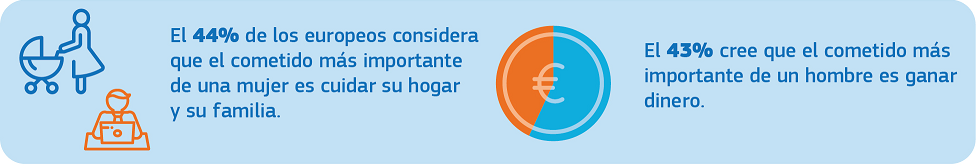 El 44% de los europeos considera
que el cometido más importante
de una mujer es cuidar su hogar
y su familia.
€
El 43% cree que el cometido más
importante de un hombre es ganar
dinero.